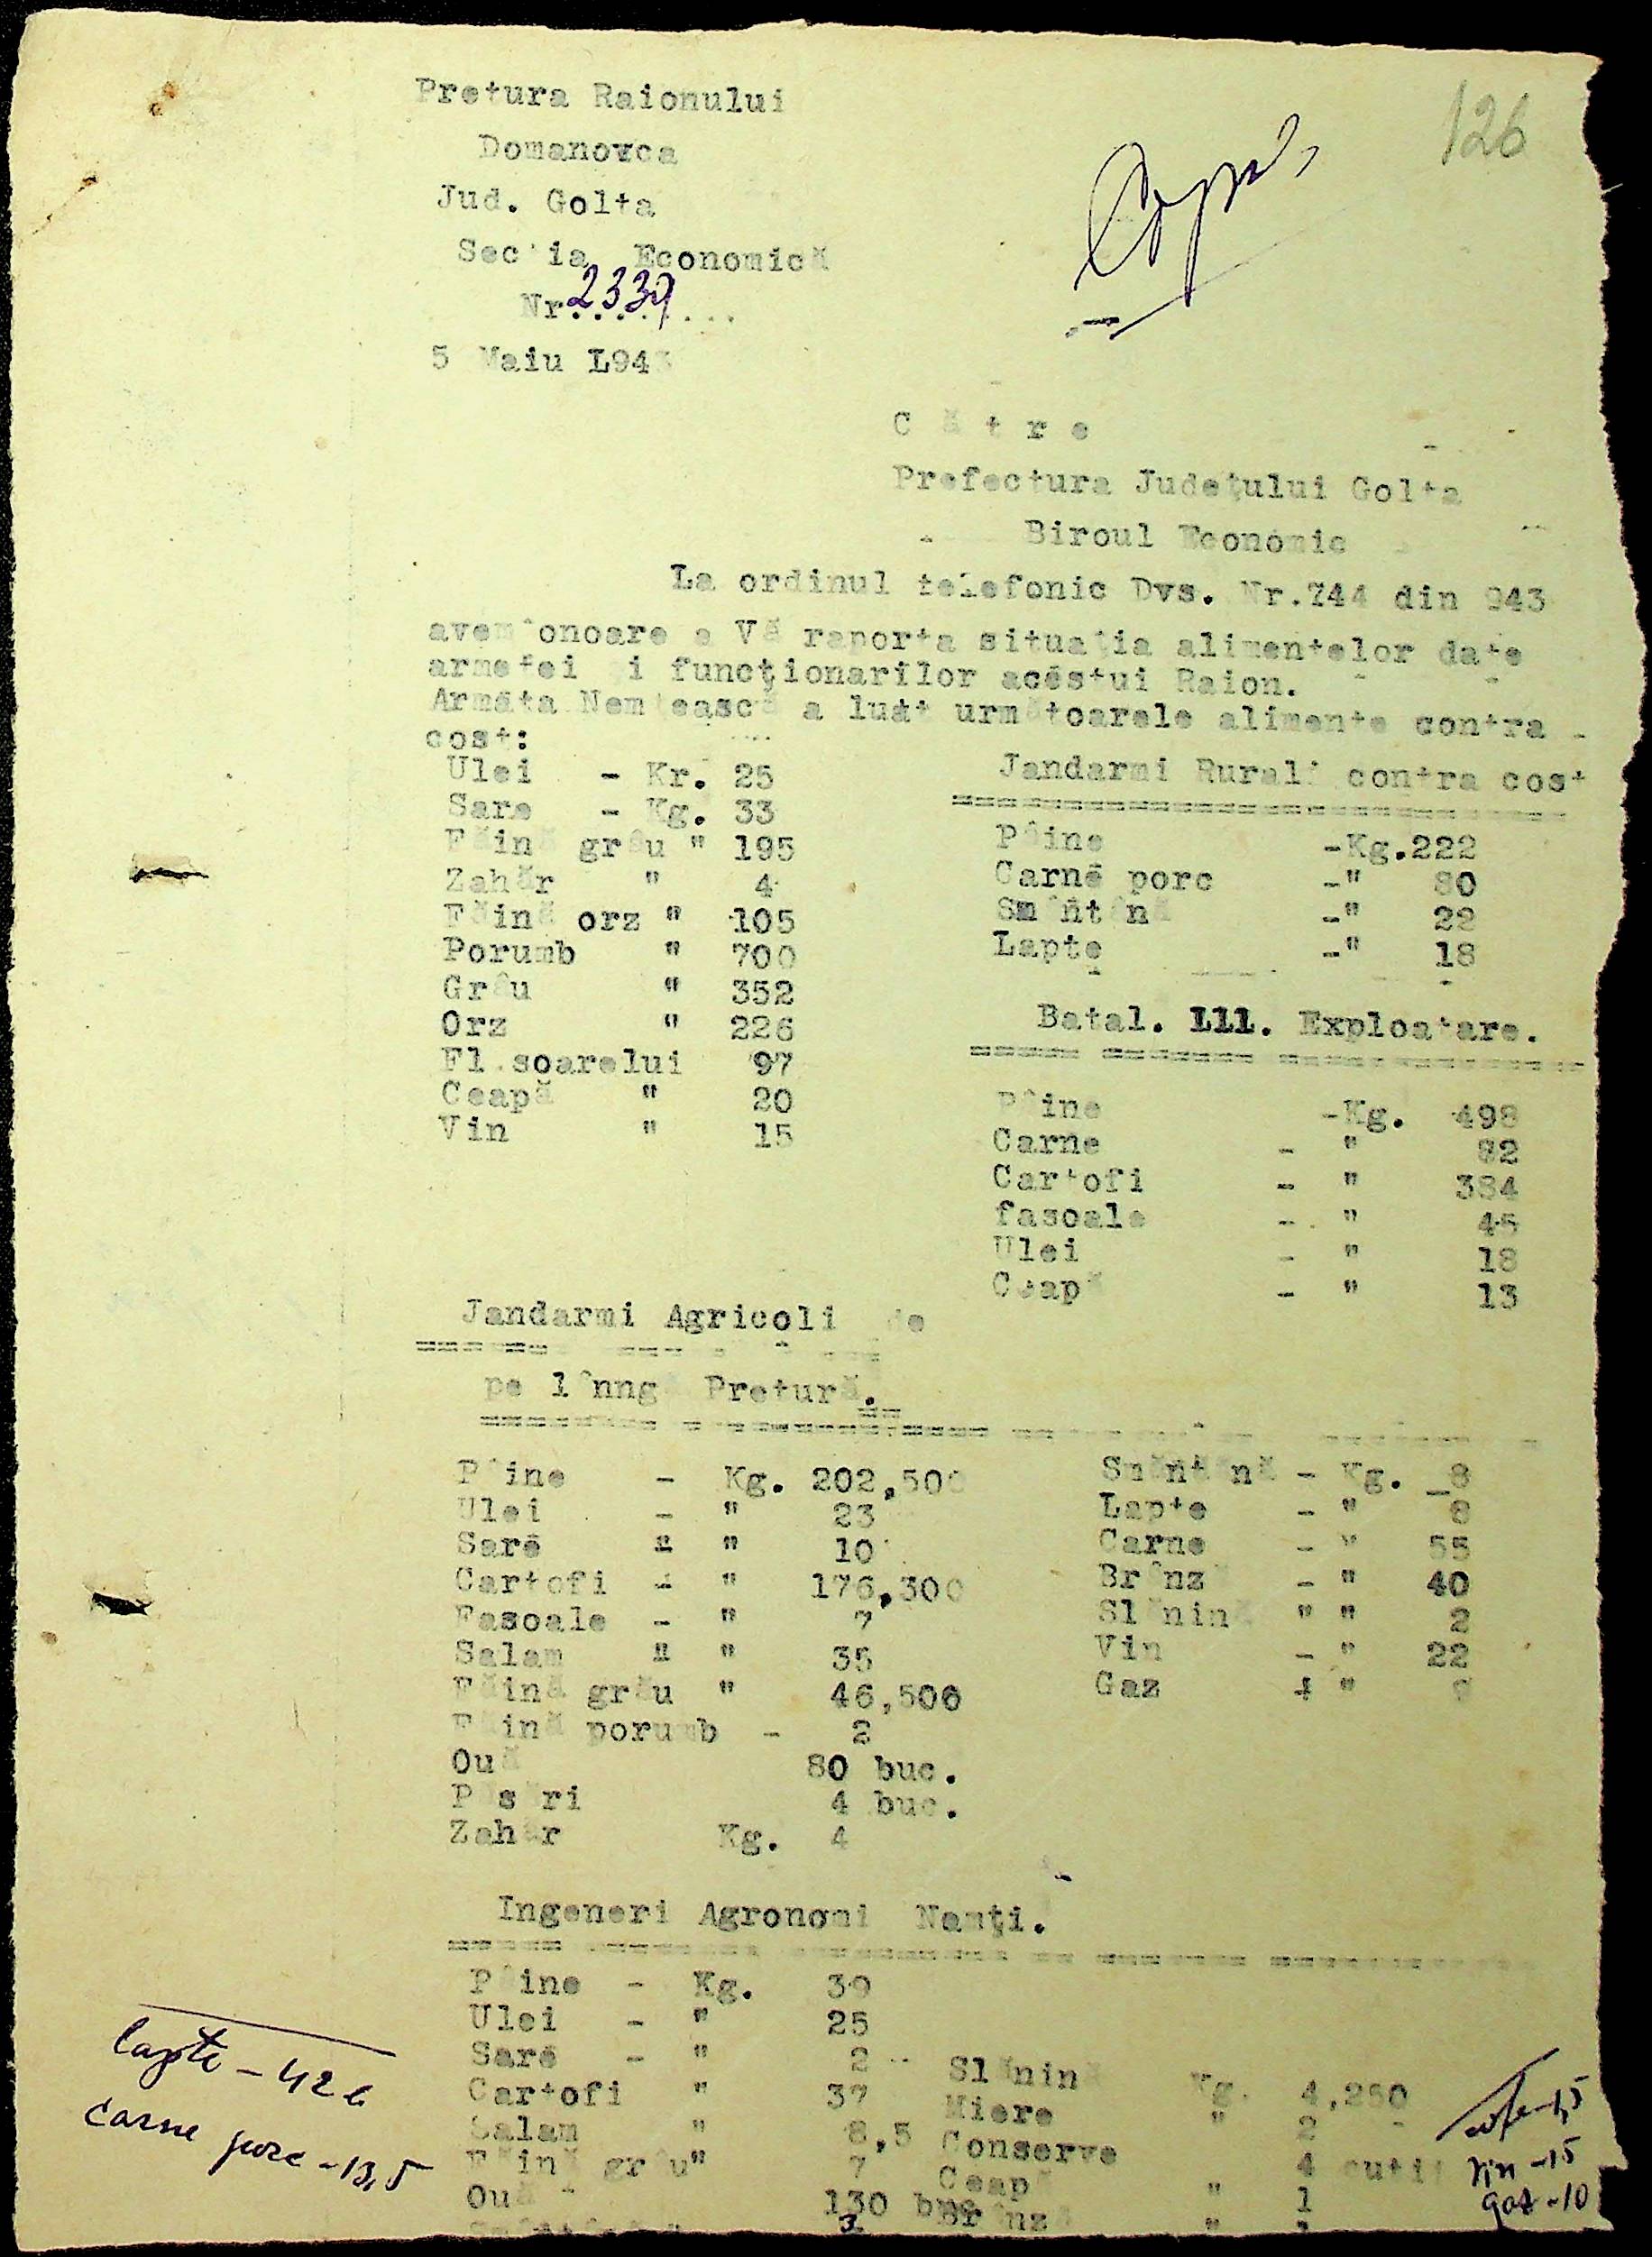 126
Copie
Pretura Raionului
Domanovca
Jud. Golta
Secţia Economică
Nr. 2339
5 Maiu L943
C ă t r e
Prefectura Judeţului Golta
Biroul Economic
La ordinul telefonic Dvs. Nr.744 din 943
avem onoare a Vă raporta situaţia alimentelor date
armatei şi funcţionarilor acestui Raion.
Armata Nemţească a luat următoarele alimente contra
cost:
Ulei - Kr. 25
Sare - Kg. 33
Făină grâu " 195
Zahăr " 4
Făină orz " 105
Porumb " 700
Grâu " 352
Orz " 226
Fl.soarelui 97
Ceapă " 20
Vin " 15
Jandarmi Rurali contra cost
Pâine -Kg.222
Carne porc -" 80
Smântână -" 22
Lapte -" 18
Batal. Lll. Exploatare.
Pâine -Kg. 498
Carne - " 82
Cartofi - " 384
fasoale - " 45
Ulei - " 18
Ceapă - " 13
Jandarmi Agricoli de
pe lânngă Pretură.
Pâine - Kg. 202,500
Ulei - " 23
Sare " " 10
Cartofi - " 176,300
Fasoale - " 7
Salam " " 35
Făină grâu " 46,500
Făină porumb - 2
Ouă 80 buc.
Păsări 4 buc.
Zahăr Kg. 4
Smântână - Kg. 8
Lapte - " 8
Carne - " 55
Brânză - " 40
Slănină " " 2
Vin - " 22
Gaz - "
Ingeneri Agronomi Nemţi.
Pâine - Kg. 39
Ulei - " 25
Sare - " 2
Cartofi " 37
Salam " 8,5
Făină grâu" 7
Ouă - 130 buc
3
Slănină Kg. 4,250
Miere " 2
Conserve 4 cutii
Ceapă " 1
Brânză "
lapte - 42 l
carne porc - 13,5
vin - 15
gaz - 10